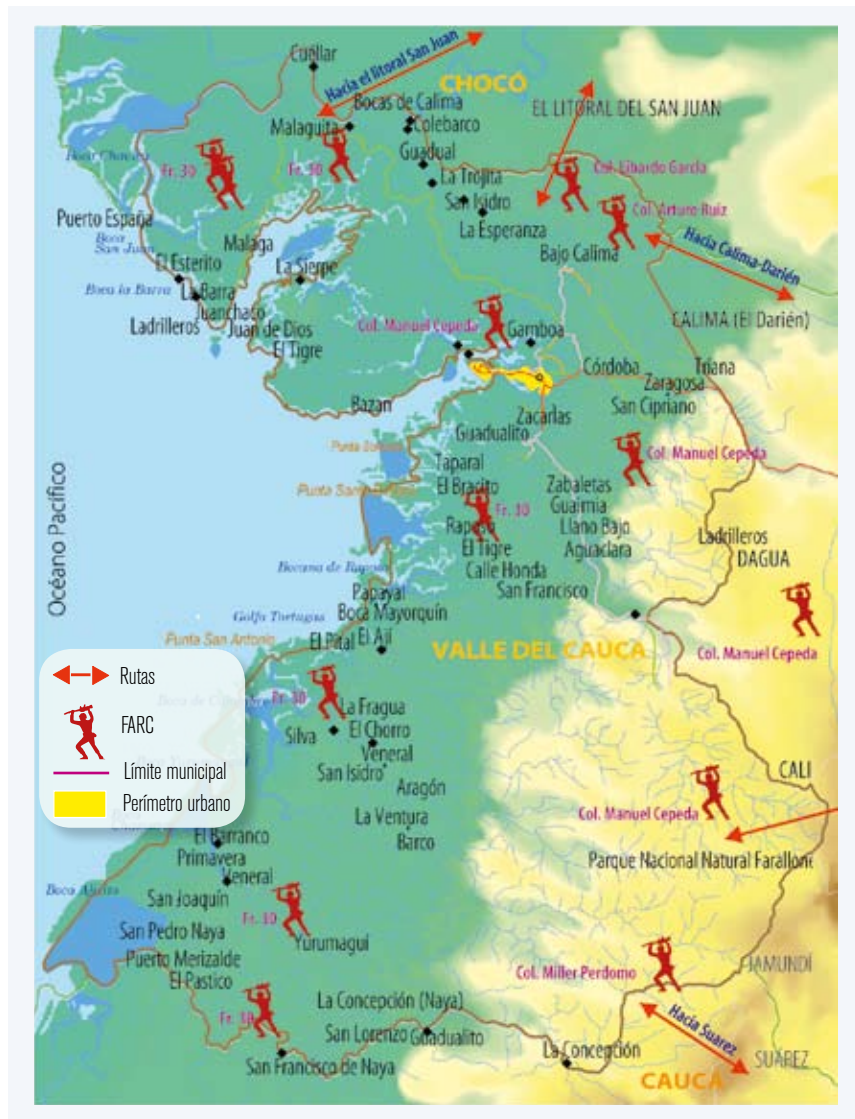 Cuéllar
Hacia el litoral San Juan
CHOCÓ
Bocas de Calima
EL LITORAL DEL SAN JUAN
Malaguita
Colebarco
Fr. 30
Fr. 30
Guadual
Col. Libardo García
La Trojita
San Isidro
Col. Arturo Ruiz
Puerto España
La Esperanza
Boca
San Juan
Malaga
Bajo Calima
Hacia Calima-Darién
El Esterito
La Sierpe
Boca la Barra
La Barra
Juanchaco
Ladrilleros
Juan de Dios
Col. Manuel Cepeda
Gamboa
CALIMA (El Darién)
El Tigre
Córdoba
Triana
Zaragosa
Bazan
San Cipriano
Zacarías
Guadualito
Col. Manuel Cepeda
Taparal
El Bracito
Zabaletas
Guaimia
Fr. 30
Raposo
Llano Bajo
Ladrilleros
El Tigre
Aguaclara
DAGUA
Calle Honda
San Francisco
Océano Pacífico
Papayal
Golfo Tortugas
Boca Mayorquín
Punta San Antonio
El Pital
El Ají
VALLE DEL CAUCA
Col. Manuel Cepeda
Rutas
FARC
Límite municipal
Perímetro urbano
Fr. 30
La Fragua
Silva
El Chorro
Veneral
San Isidro
Aragón
CALI
La Ventura
Barco
Col. Manuel Cepeda
El Barranco
Primavera
Veneral
Parque Nacional Natural Farallone
San Joaquín
Fr. 30
San Pedro Naya
Yurumaguí
Puerto Merizalde
El Pastico
Col. Miller Perdomo
JAMUNDÍ
La Concepción (Naya)
Fr. 30
San Lorenzo
Guadualito
Hacia Suarez
San Francisco de Naya
La Concepción
SUÁREZ
CAUCA